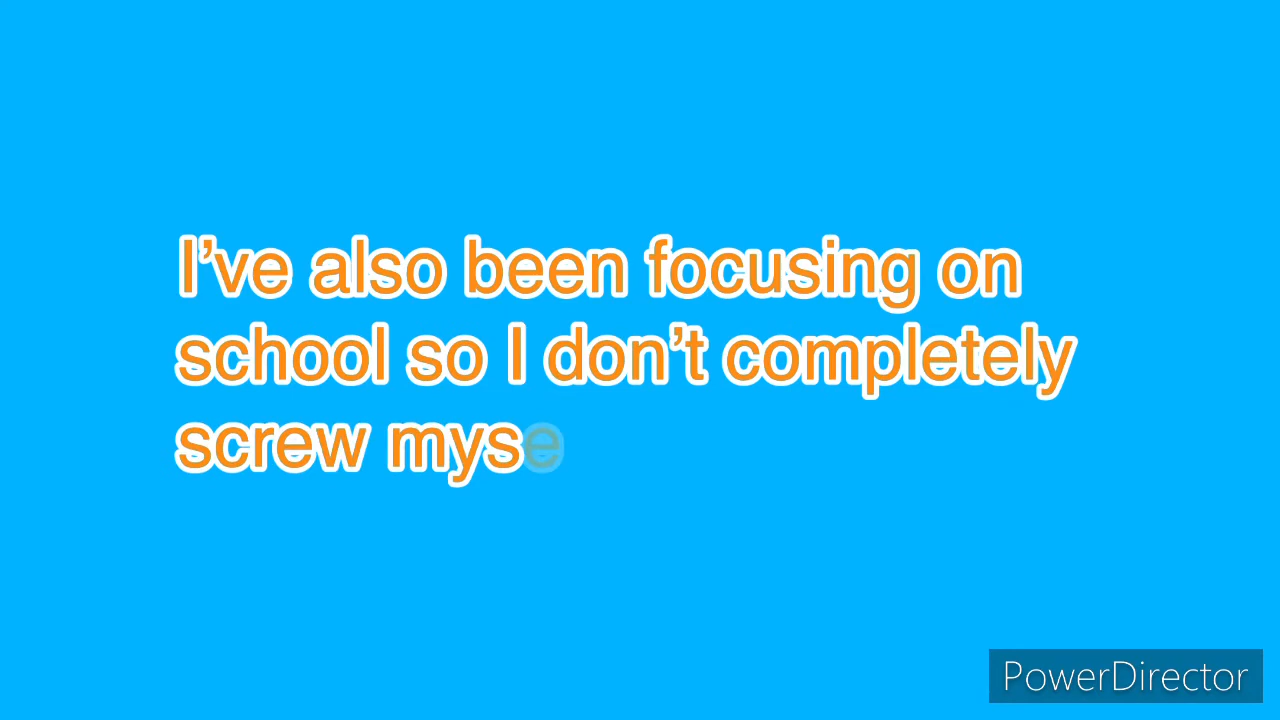 I’ve also been focusing on
school so I don’t completely
screw myse
PowerDirector